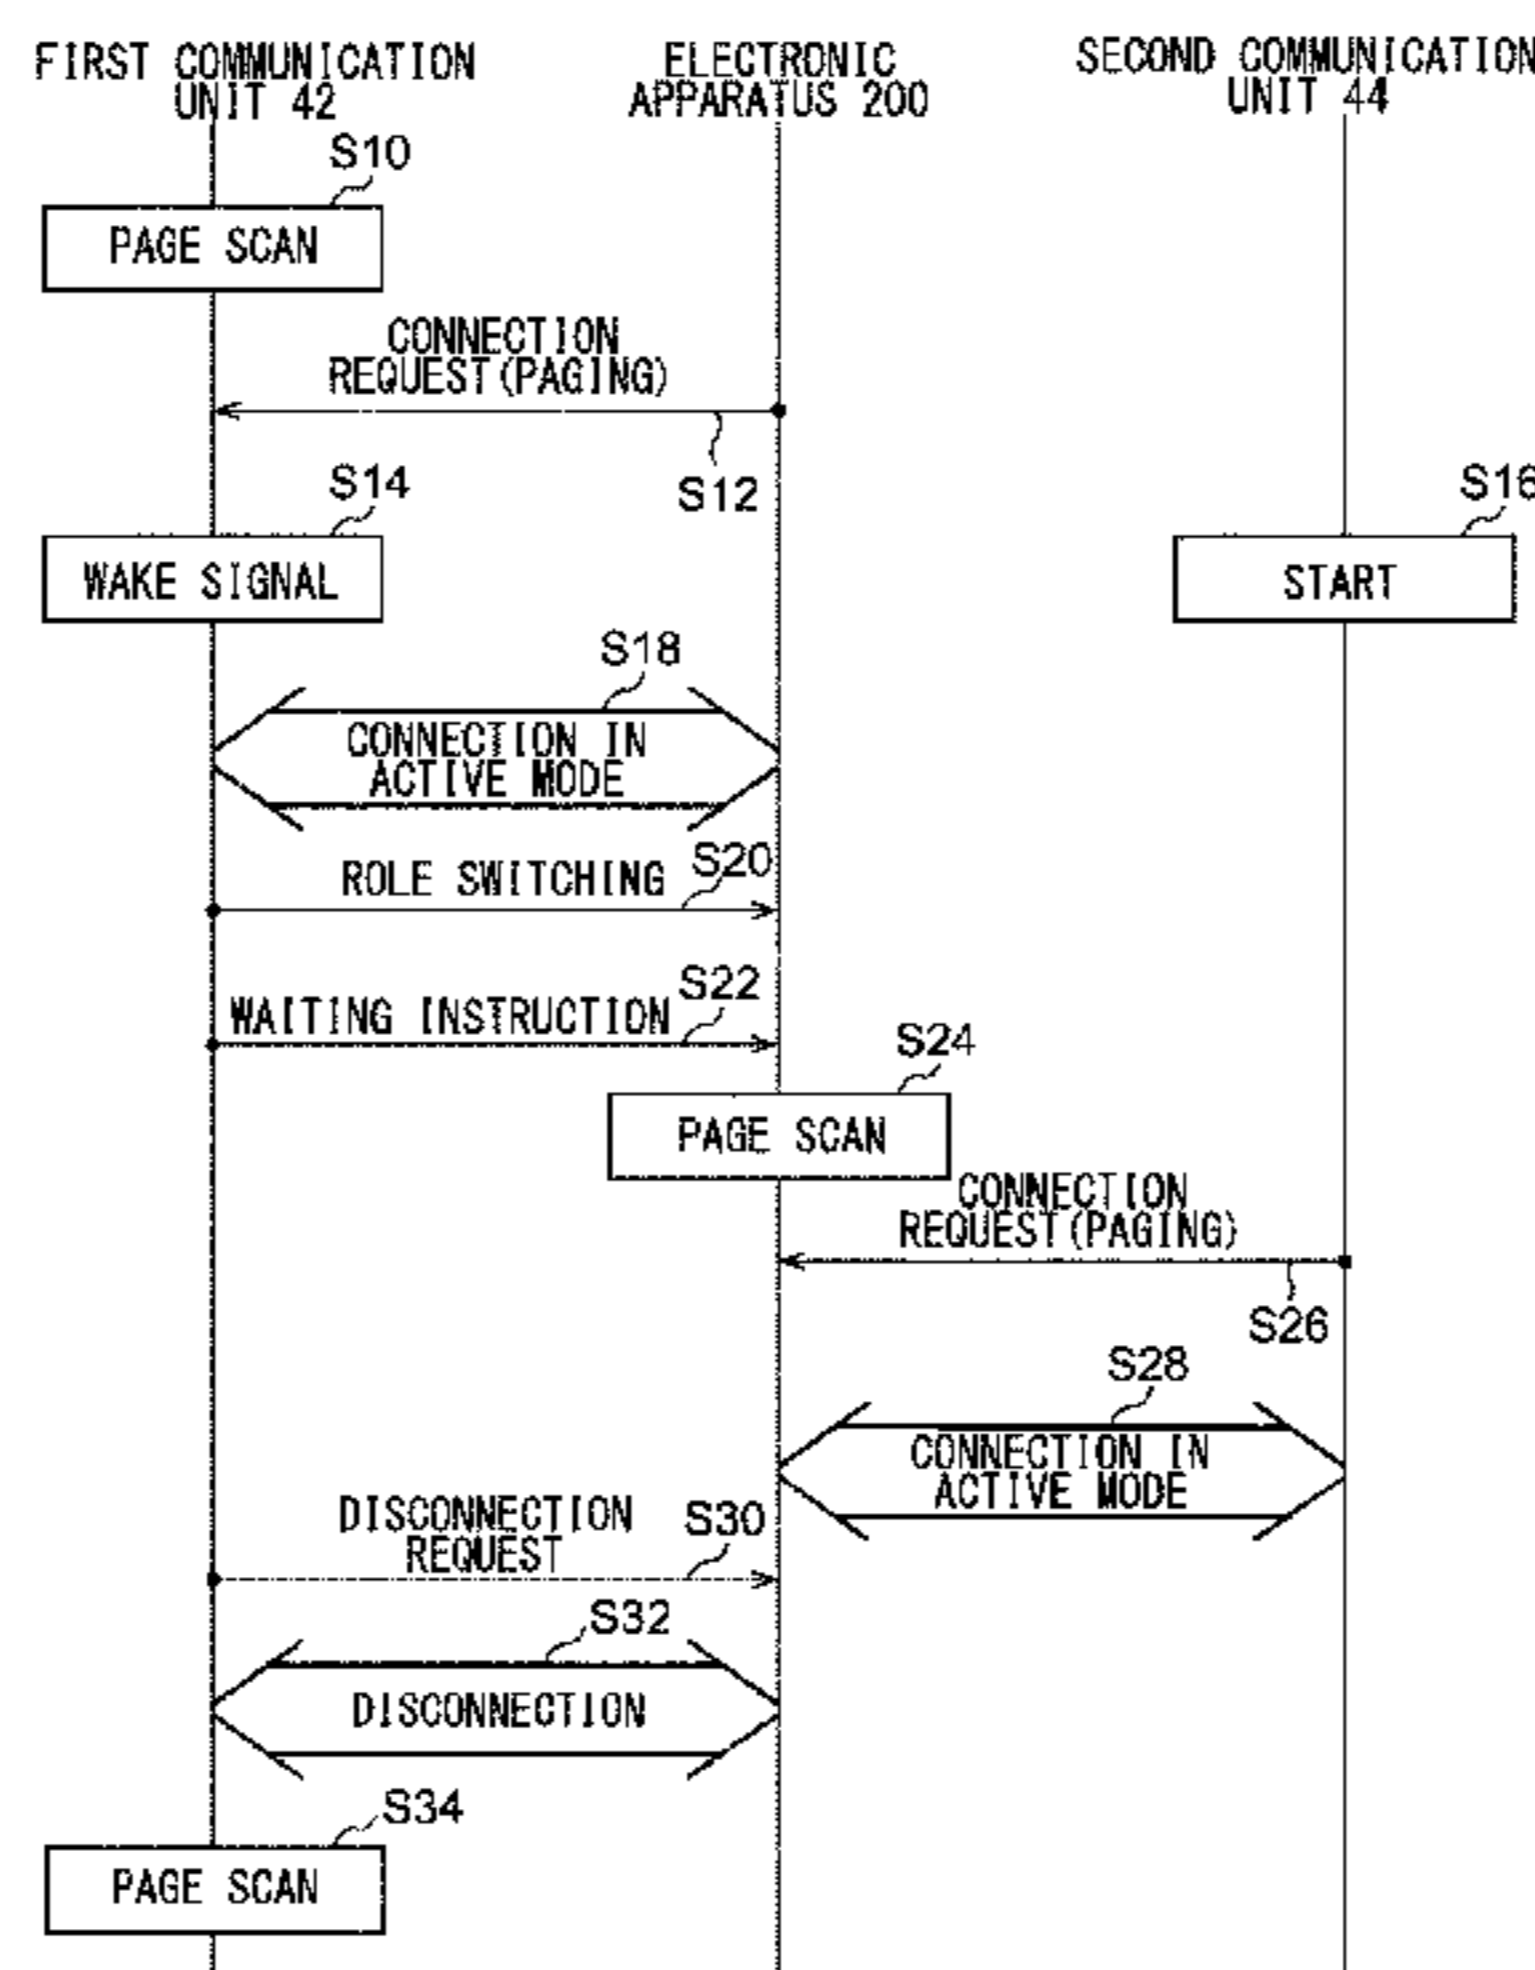 FIRST COMMUNICATION
UNIT 42
ELECTRONIC
APPARATUS 200
SECOND COMMUNICATION
UNIT 44
S10
PAGE SCAN
CONNECTION
REQUEST(PAGING)
S12
S14
WAKE SIGNAL
S16
START
S18
CONNECTION IN
ACTIVE MODE
ROLE SWITCHING
S20
WAITING INSTRUCTION
S22
S24
PAGE SCAN
CONNECTION
REQUEST(PAGING)
S26
S28
CONNECTION IN
ACTIVE MODE
DISCONNECTION
REQUEST
S30
S32
DISCONNECTION
S34
PAGE SCAN